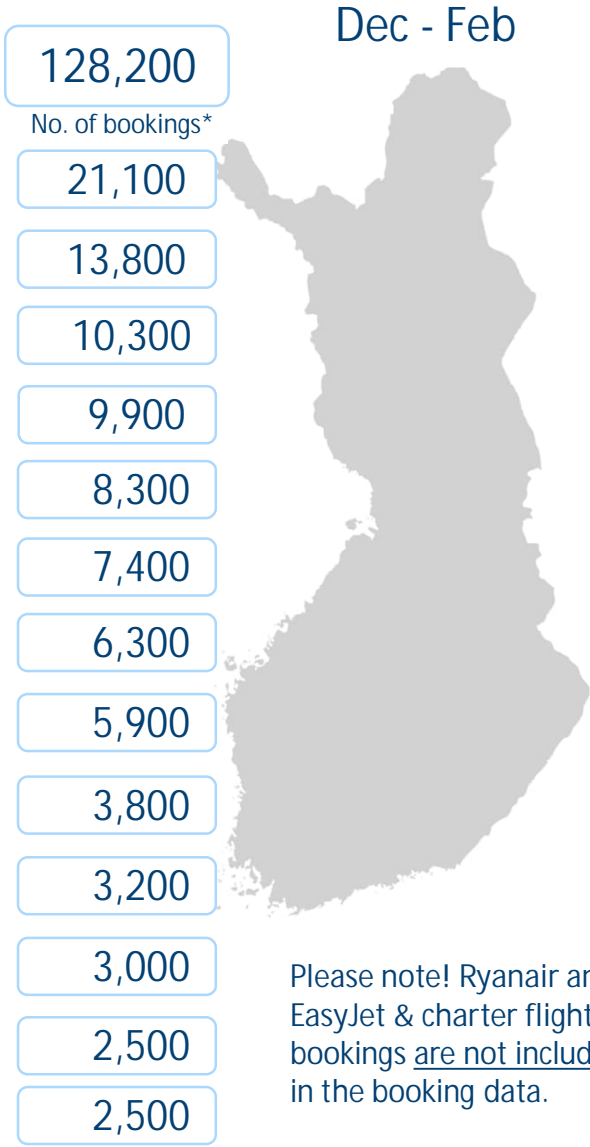 Dec - Feb
128,200
No. of bookings*
21,100
13,800
10,300
9,900
8,300
7,400
6,300
5,900
3,800
3,200
3,000
2,500
2,500
Please note! Ryanair
EasyJet & charter flight
bookings are not
in the booking data.